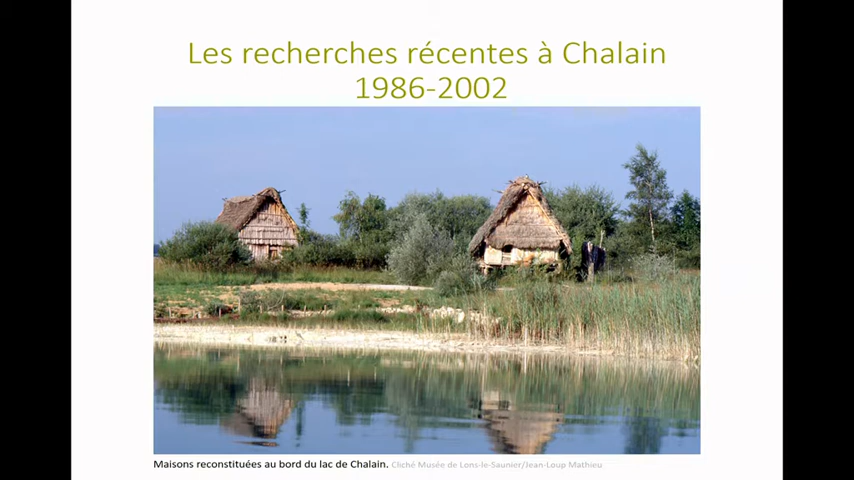 Les recherches récentes à Chalain
1986-2002
Maisons reconstituées au bord du lac de Chalain. Cliché Musée de Lons-le-Saunier/Jean-Loup Mathieu